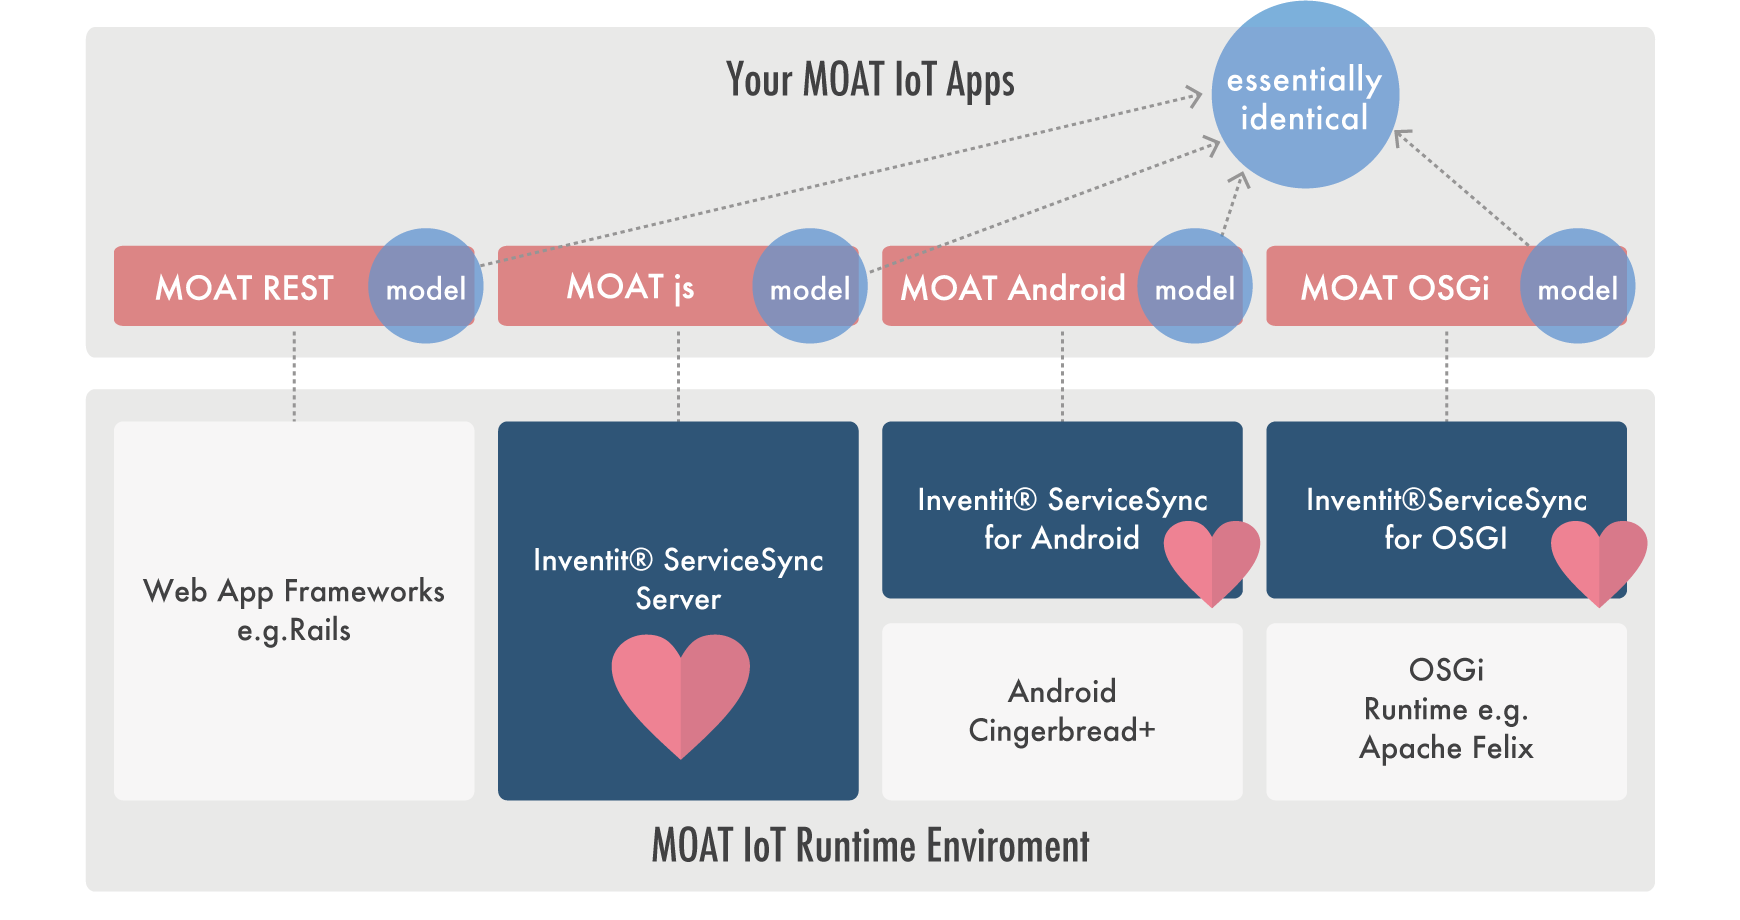 Your MOAT IoT Apps
essentially
identical
MOAT REST
model
MOAT js
model
MOAT Android
model
MOAT OSGi
model
Web App Frameworks
e.g.Rails
Inventit® ServiceSync
Server
Inventit® ServiceSync
for Android
Inventit®ServiceSync
for OSGI
Android
Cingerbread+
OSGi
Runtime e.g.
Apache Felix
MOAT IoT Runtime Enviroment